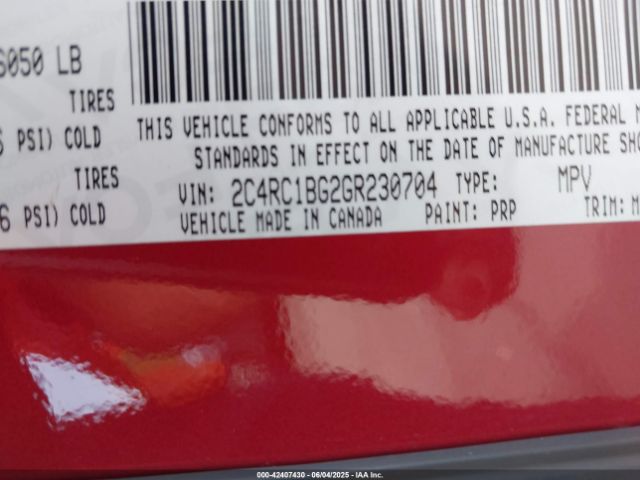 6050 LB
TIRES
PSI) COLD
TIRES
6 PSI) COLD
THIS VEHICLE CONFORMS TO ALL APPLICABLE U.S.A. FEDERAL M
STANDARDS IN EFFECT ON THE DATE OF MANUFACTURE SHO
VIN: 2C4RC1BG2GR230704 TYPE: MPV
VEHICLE MADE IN CANADA PAINT: PRP TRIM: M
000-42407430 - 06/04/2025 - IAA Inc.